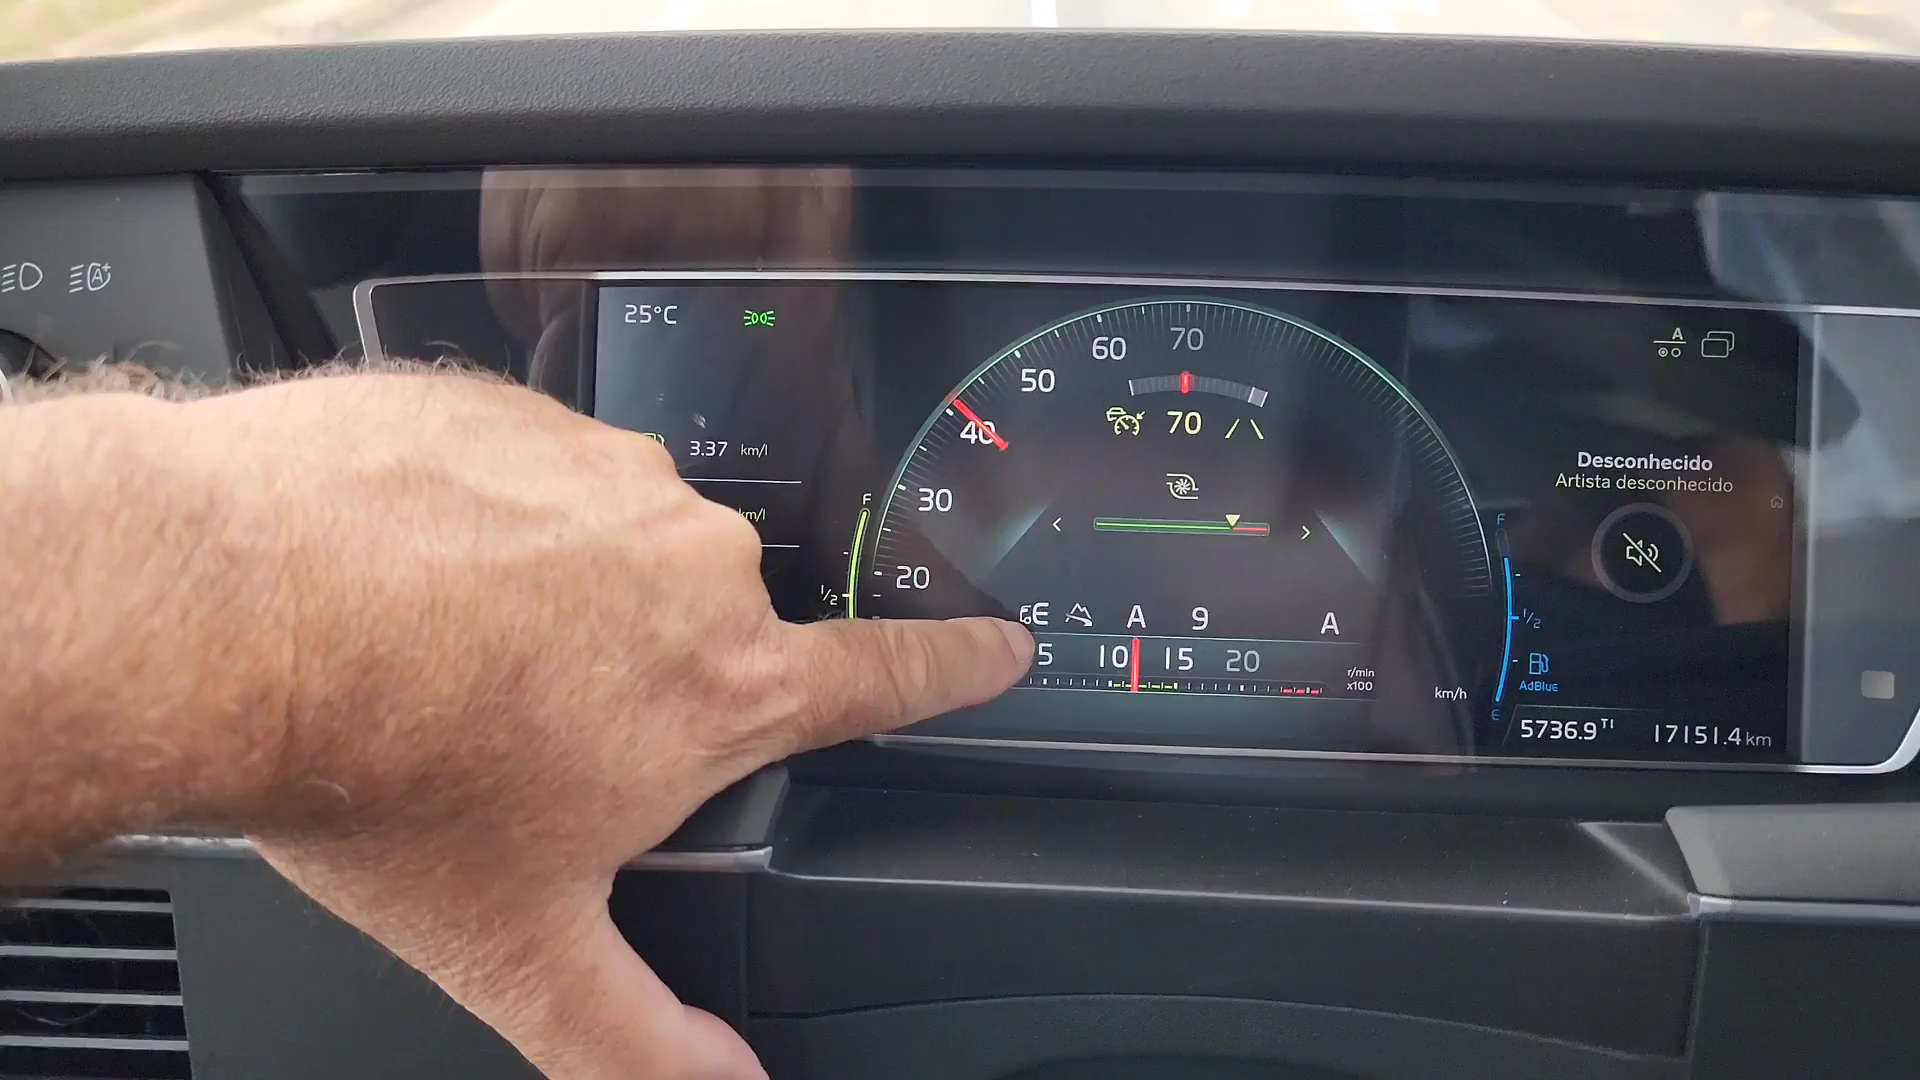 25°C
3.37 km/l
km/l
F
1/2
20
30
40
50
60
70
70
E A 9 A
5 10 15 20
r/min
x100
km/h
A
Desconhecido
Artista desconhecido
F
1/2
AdBlue
E
5736.9 T1 17151.4 km
A